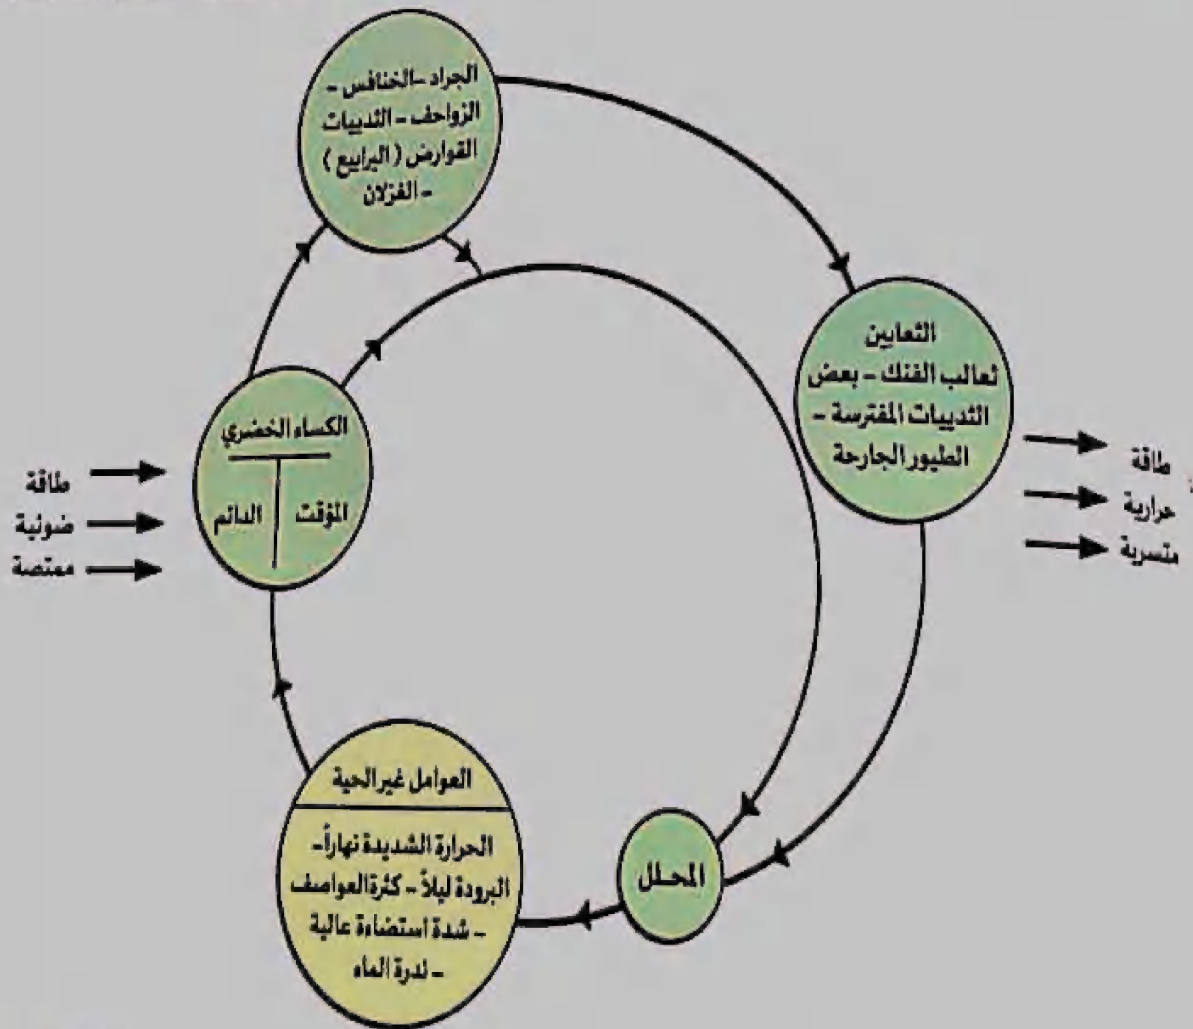 الجراد - الخنافس -
الزواحف - الثدييات
القوارض ( اليرابيع )
- الغزلان
الثعابين
ثعالب الفنك - بعض
الثدييات المفترسة -
الطيور الجارحة
طاقة
حرارية
متسربة
الكساء الخضري
المؤقت
الدائم
طاقة
ضوئية
ممتصة
العوامل غير الحية
الحرارة الشديدة نهاراً -
البرودة ليلاً - كثرة العواصف
- شدة استضاءة عالية
- ندرة الماء
المحلل